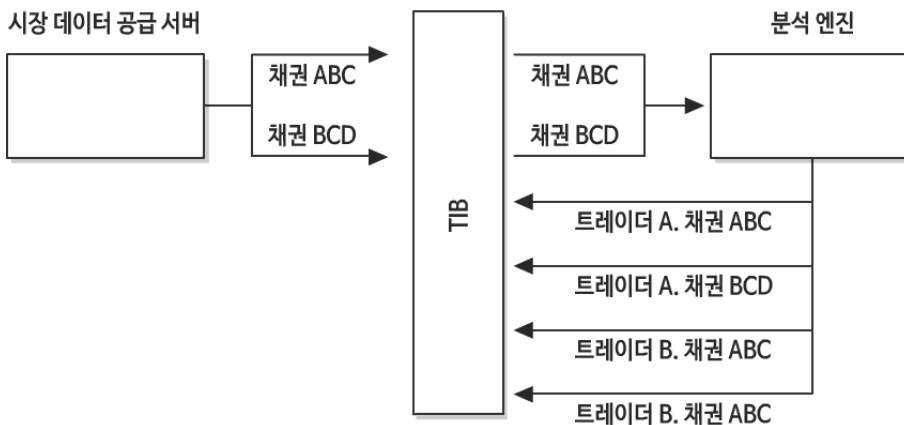 시장 데이터 공급 서버
분석 엔진
채권 ABC
채권 ABC
채권 BCD
채권 BCD
TIB
트레이더 A. 채권 ABC
트레이더 A. 채권 BCD
트레이더 B. 채권 ABC
트레이더 B. 채권 ABC